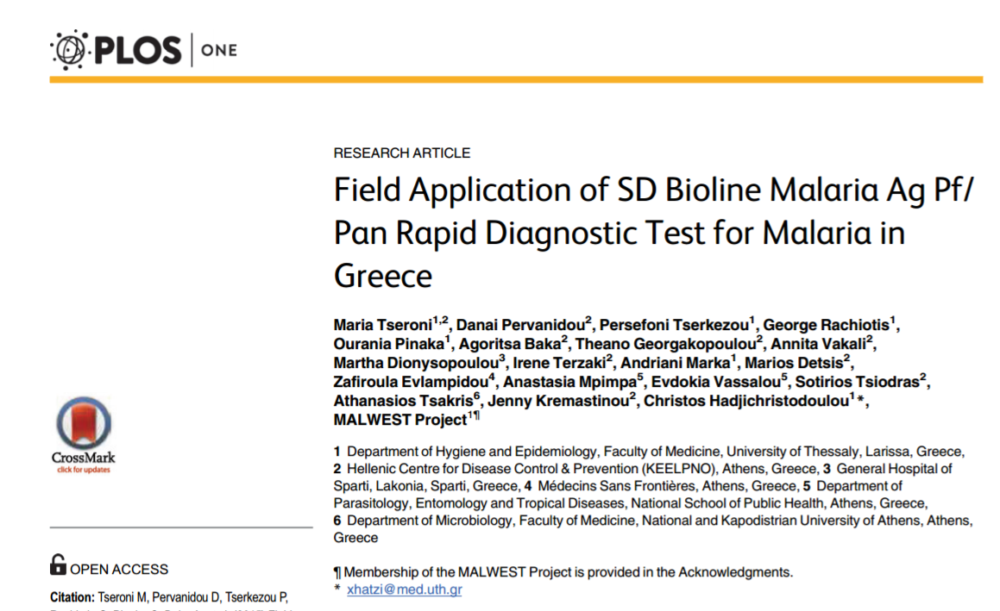 PLOS | ONE
RESEARCH ARTICLE
Field Application of SD Bioline Malaria Ag Pf/
Pan Rapid Diagnostic Test for Malaria in
Greece
Maria Tseroni1,2, Danai Pervanidou2, Persefoni Tserkezou1, George Rachiotis1,
Ourania Pinaka1, Agoritsa Baka2, Theano Georgakopoulou2, Annita Vakali2,
Martha Dionysopoulou3, Irene Terzaki2, Andriani Marka1, Marios Detsis2,
Zafiroula Evlampidou4, Anastasia Mpimpa5, Evdokia Vassalou5, Sotirios Tsiodras2,
Athanasios Tsakris6, Jenny Kremastinou2, Christos Hadjichristodoulou1*,
MALWEST Project1¶
CrossMark
click for updates
1 Department of Hygiene and Epidemiology, Faculty of Medicine, University of Thessaly, Larissa, Greece,
2 Hellenic Centre for Disease Control & Prevention (KEELPNO), Athens, Greece, 3 General Hospital of
Sparti, Lakonia, Sparti, Greece, 4 Médecins Sans Frontières, Athens, Greece, 5 Department of
Parasitology, Entomology and Tropical Diseases, National School of Public Health, Athens, Greece,
6 Department of Microbiology, Faculty of Medicine, National and Kapodistrian University of Athens, Athens,
Greece
¶ Membership of the MALWEST Project is provided in the Acknowledgments.
* xhatzi@med.uth.gr
OPEN ACCESS
Citation: Tseroni M, Pervanidou D, Tserkezou P,